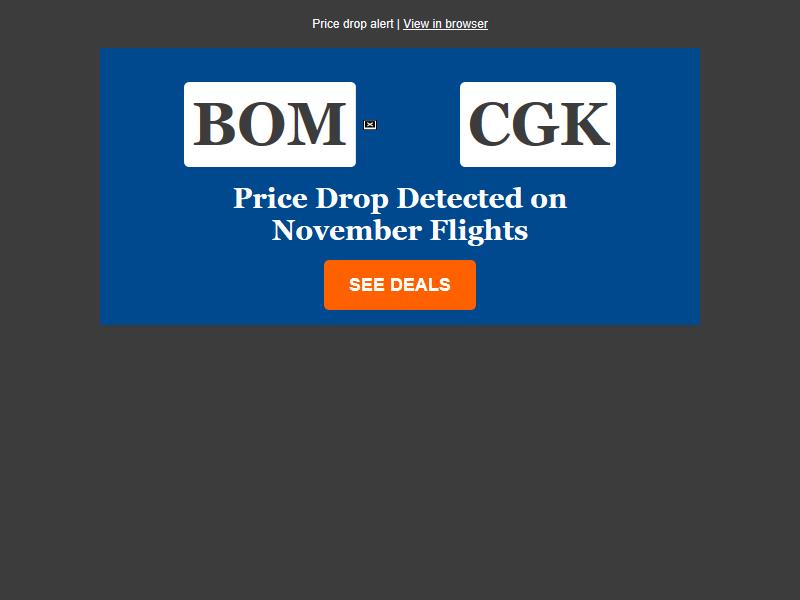 Price drop alert | View in browser
BOM CGK
Price Drop Detected on
November Flights
SEE DEALS